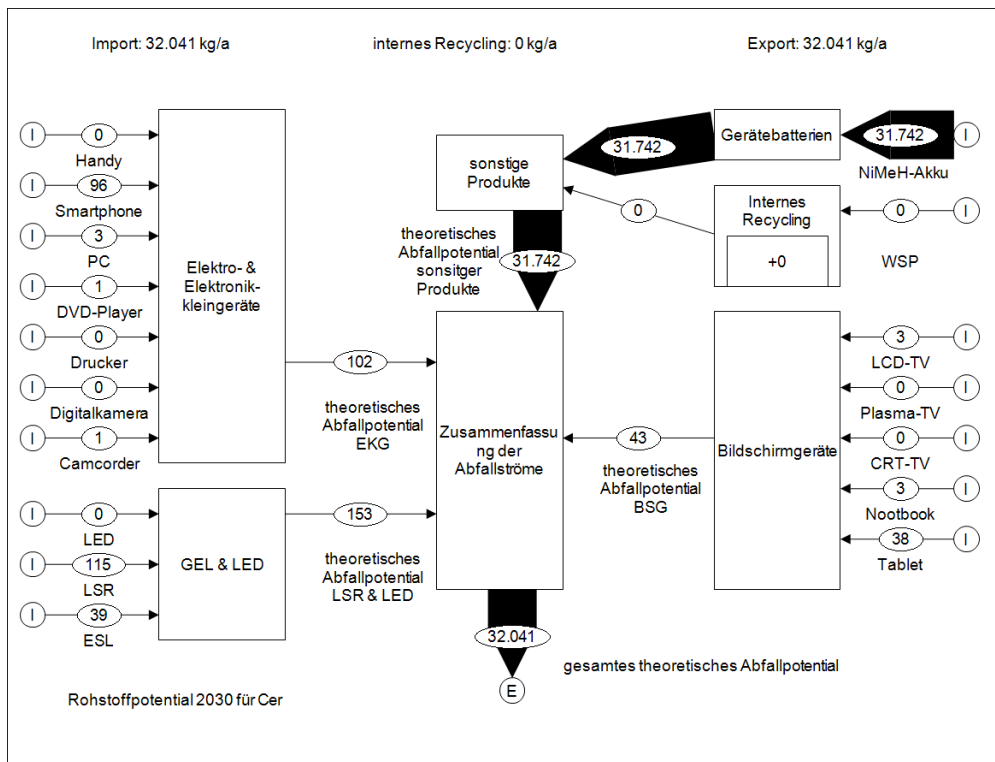 Import: 32.041 kg/a
internes Recycling: 0 kg/a
Export: 32.041 kg/a
I
0
Handy
I
96
Smartphone
I
3
PC
I
1
DVD-Player
I
0
Drucker
I
0
Digitalkamera
I
1
Camcorder
Elektro- &
Elektronik-
kleingeräte
102
theoretisches
Abfallpotential
EKG
I
0
LED
I
115
LSR
I
39
ESL
GEL & LED
153
theoretisches
Abfallpotential
LSR & LED
sonstige
Produkte
31.742
Gerätebatterien
31.742
I
NiMeH-Akku
0
Internes
Recycling
+0
0
I
WSP
theoretisches
Abfallpotential
sonsitger
Produkte
31.742
Zusammenfassu
ng der
Abfallströme
43
theoretisches
Abfallpotential
BSG
Bildschirmgeräte
3
I
LCD-TV
0
I
Plasma-TV
0
I
CRT-TV
3
I
Nootbook
38
I
Tablet
32.041
gesamtes theoretisches Abfallpotential
E
Rohstoffpotential 2030 für Cer